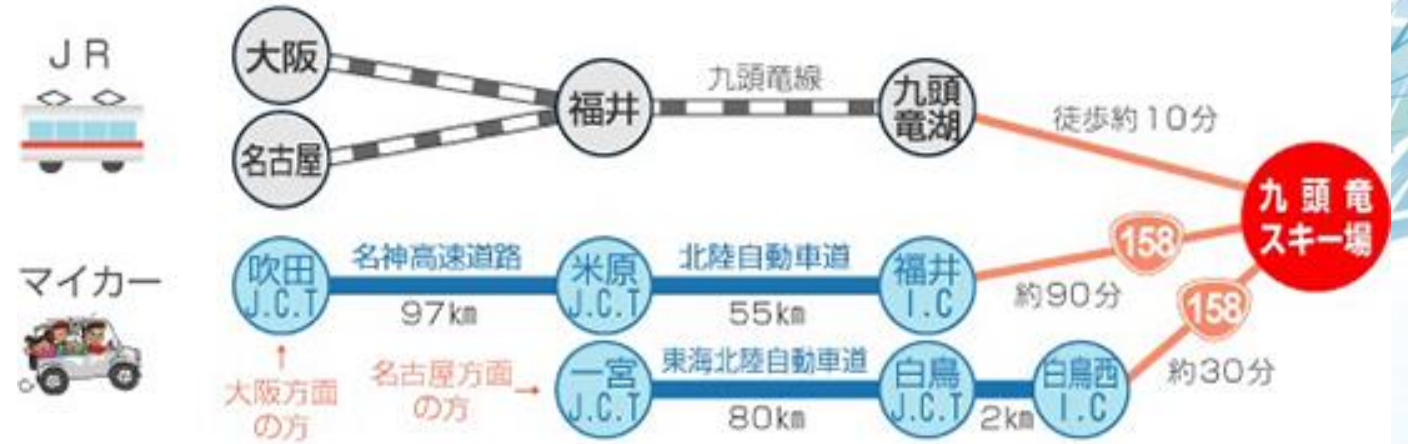 JR
大阪
名古屋
福井
九頭竜線
九頭
竜湖
徒歩約10分
九頭竜
スキー場
マイカー
吹田
J.C.T
名神高速道路
97km
米原
J.C.T
北陸自動車道
55km
福井
I.C
158
約90分
↑
大阪方面
の方
名古屋方面→
の方
一宮
J.C.T
東海北陸自動車道
80km
白鳥
J.C.T
2km
白鳥西
I.C
158
約30分